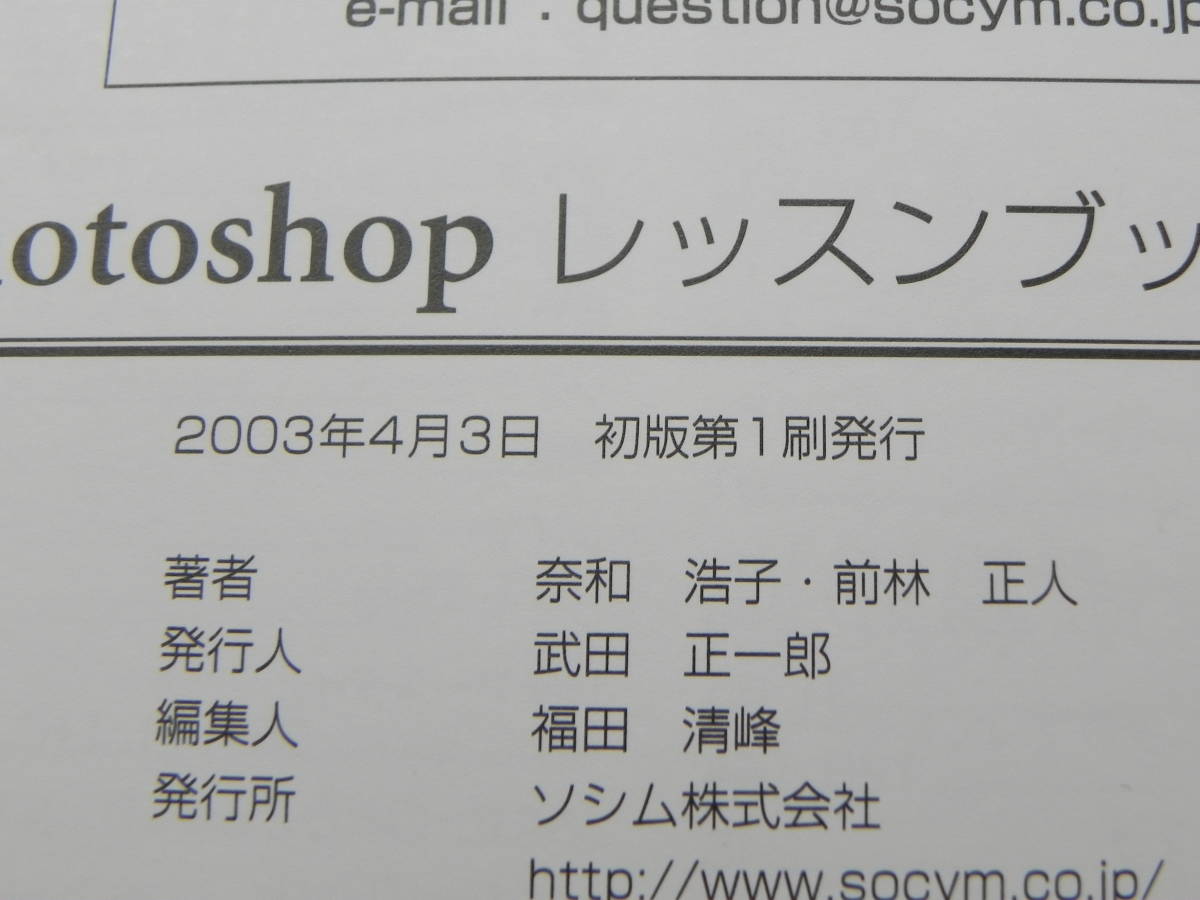 e-mail : question@socym.co.jp
otoshop レッスンブッ
2003年4月3日　初版第1刷発行
著者　奈和　浩子・前林　正人
発行人　武田　正一郎
編集人　福田　清峰
発行所　ソシム株式会社
http://www.socym.co.jp/